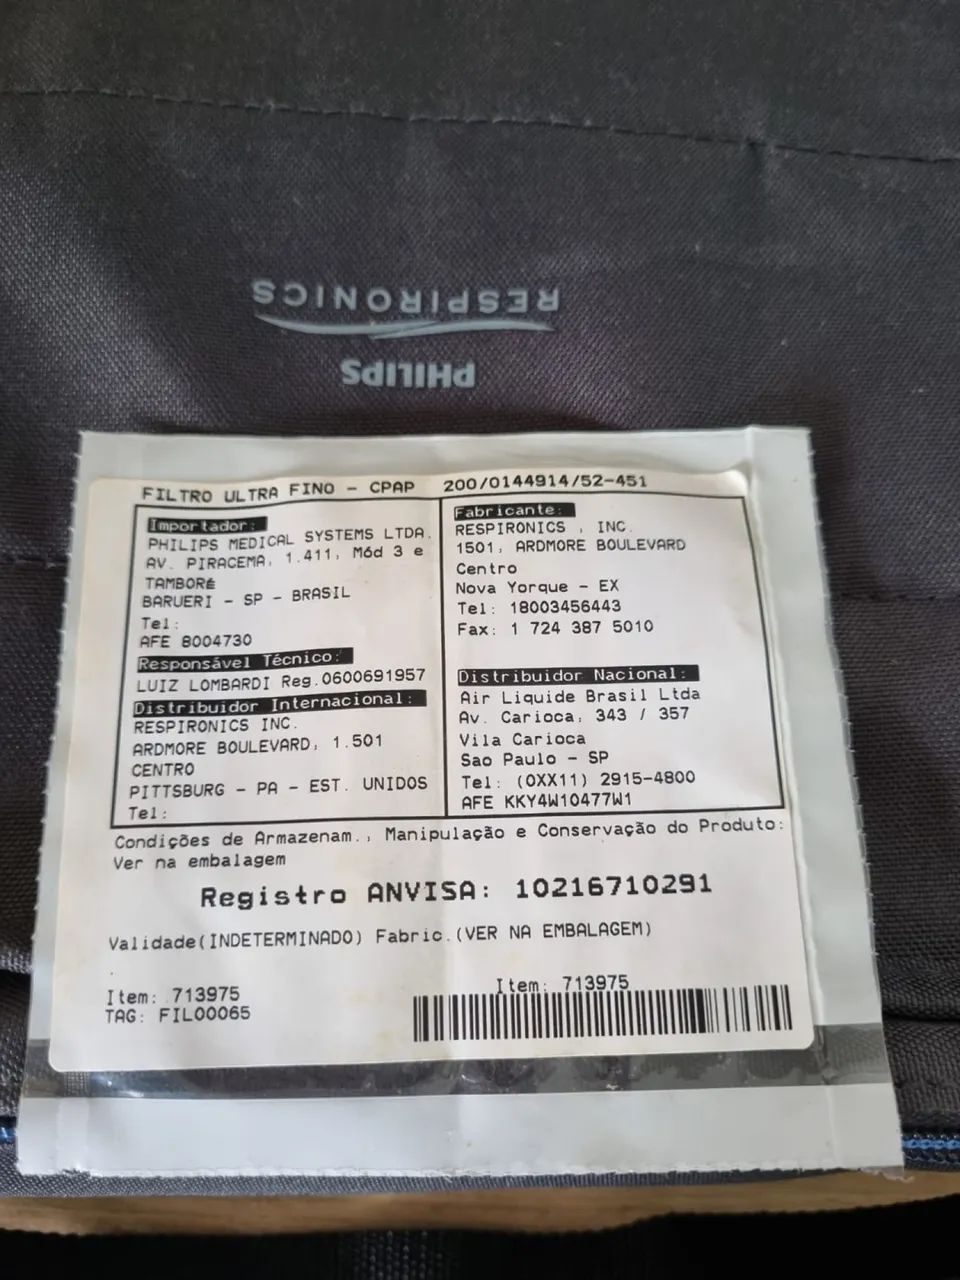 RESPIRONICS
PHILIPS
FILTRO ULTRA FINO - CPAP 200/0144914/52-451
Importador:
PHILIPS MEDICAL SYSTEMS LTDA.
AV. PIRACEMA, 1.411, Mód 3 e
TAMBORé
BARUERI - SP - BRASIL
Tel:
AFE 8004730
Responsável Técnico:
LUIZ LOMBARDI Reg.0600691957
Distribuidor Internacional:
RESPIRONICS INC.
ARDMORE BOULEVARD, 1.501
CENTRO
PITTSBURG - PA - EST. UNIDOS
Tel:
Fabricante:
RESPIRONICS , INC.
1501, ARDMORE BOULEVARD
Centro
Nova Yorque - EX
Tel: 18003456443
Fax: 1 724 387 5010
Distribuidor Nacional:
Air Liquide Brasil Ltda
Av. Carioca, 343 / 357
Vila Carioca
Sao Paulo - SP
Tel: (0XX11) 2915-4800
AFE KKY4W10477W1
Condições de Armazenam., Manipulação e Conservação do Produto:
Ver na embalagem
Registro ANVISA: 10216710291
Validade(INDETERMINADO) Fabric.(VER NA EMBALAGEM)
.
Item: 713975
TAG: FIL00065
Item: 713975